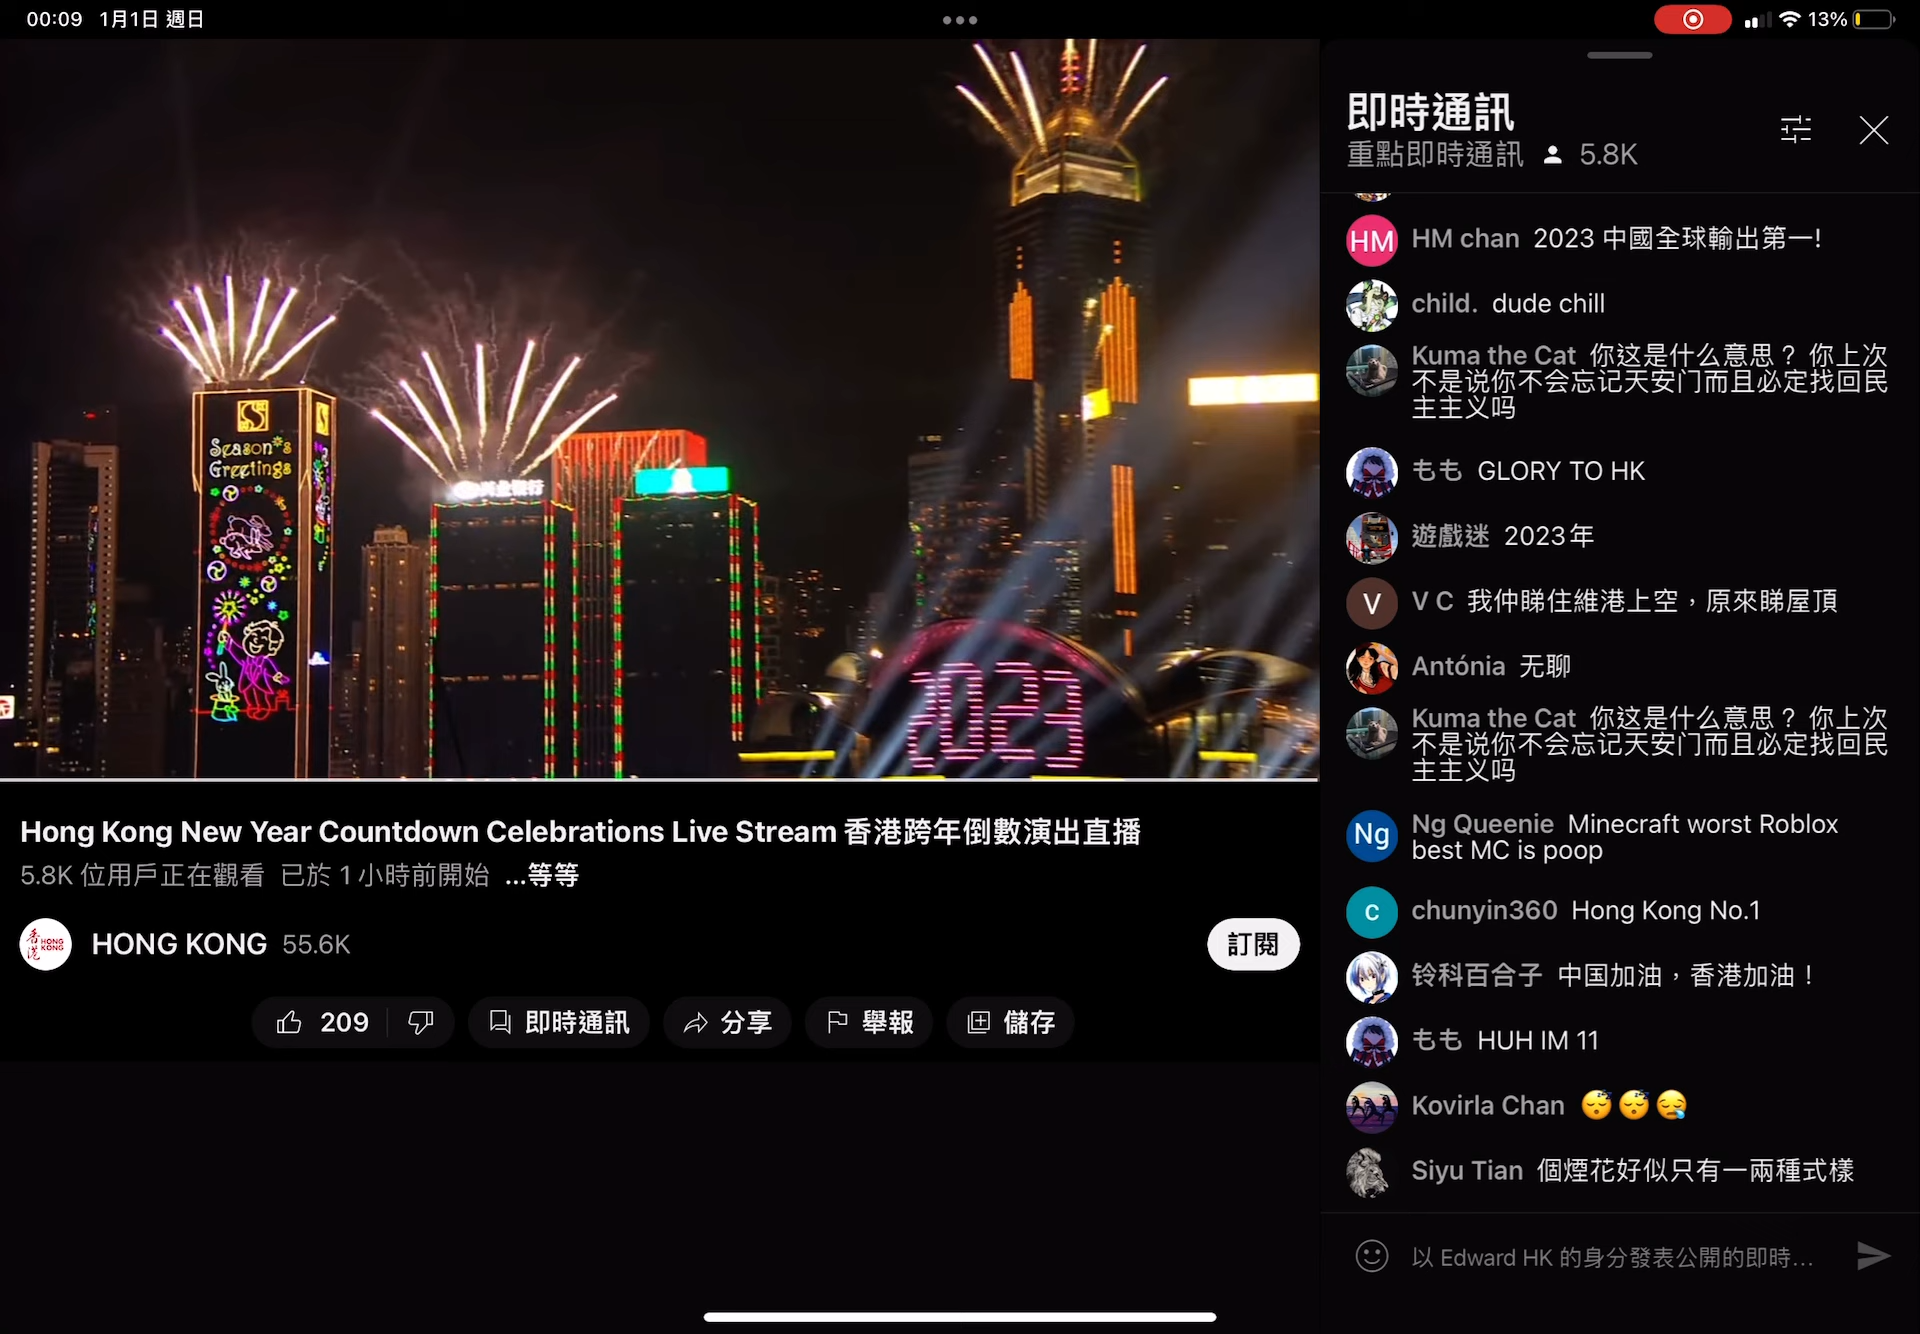 00:09 1月1日 週日
13%
Season's
Greetings
2023
Hong Kong New Year Countdown Celebrations Live Stream 香港跨年倒數演出直播
5.8K 位用戶正在觀看 已於 1 小時前開始 ...等等
香港 HONG KONG
HONG KONG 55.6K
訂閱
209
即時通訊
分享
舉報
儲存
即時通訊
重點即時通訊 5.8K
HM HM chan 2023 中國全球輸出第一!
child. dude chill
Kuma the Cat 你这是什么意思? 你上次
不是说你不会忘记天安门而且必定找回民
主主义吗
もも GLORY TO HK
遊戲迷 2023年
V V C 我仲睇住維港上空，原來睇屋頂
Antónia 无聊
Kuma the Cat 你这是什么意思? 你上次
不是说你不会忘记天安门而且必定找回民
主主义吗
Ng Ng Queenie Minecraft worst Roblox
best MC is poop
c chunyin360 Hong Kong No.1
铃科百合子 中国加油，香港加油！
もも HUH IM 11
Kovirla Chan 😴😴😪
Siyu Tian 個煙花好似只有一兩種式樣
以 Edward HK 的身分發表公開的即時...